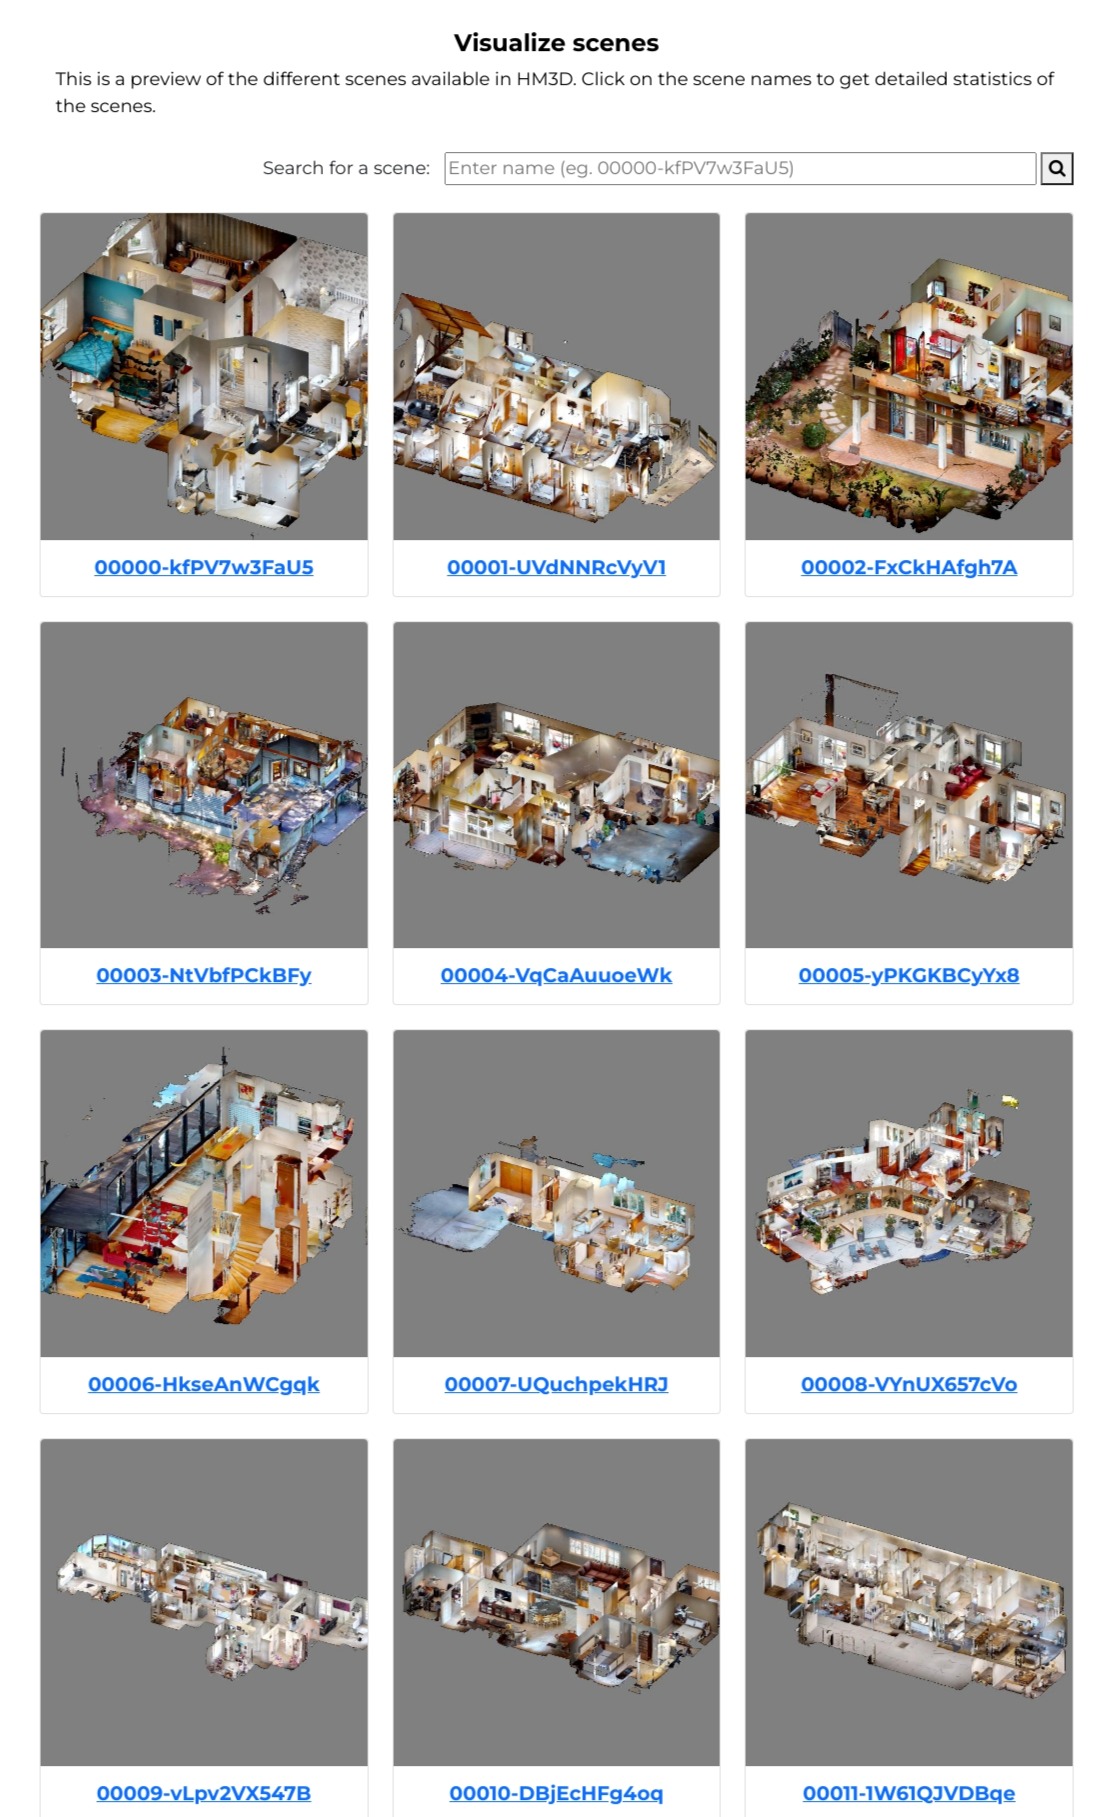 Visualize scenes
This is a preview of the different scenes available in HM3D. Click on the scene names to get detailed statistics of
the scenes.
Search for a scene: Enter name (eg. 00000-kfPV7w3FaU5)
00000-kfPV7w3FaU5
00001-UVdNNRcVyV1
00002-FxCkHAfgh7A
00003-NtVbfPCkBFy
00004-VqCaAuuoeWk
00005-yPKGKBCyYx8
00006-HkseAnWCgqk
00007-UQuchpekHRJ
00008-VYnUX657cVo
00009-vLpv2VX547B
00010-DBjEcHFg4oq
00011-1W61QJVDBqe